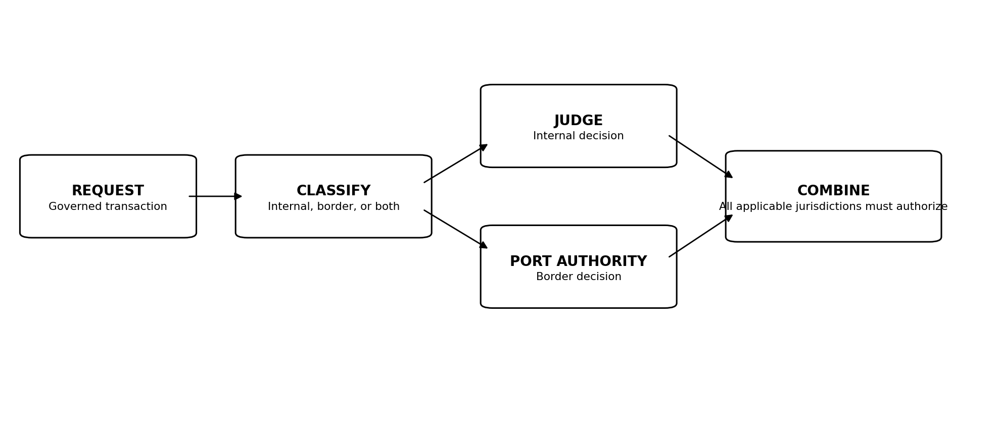 REQUEST
Governed transaction
CLASSIFY
Internal, border, or both
JUDGE
Internal decision
PORT AUTHORITY
Border decision
COMBINE
All applicable jurisdictions must authorize